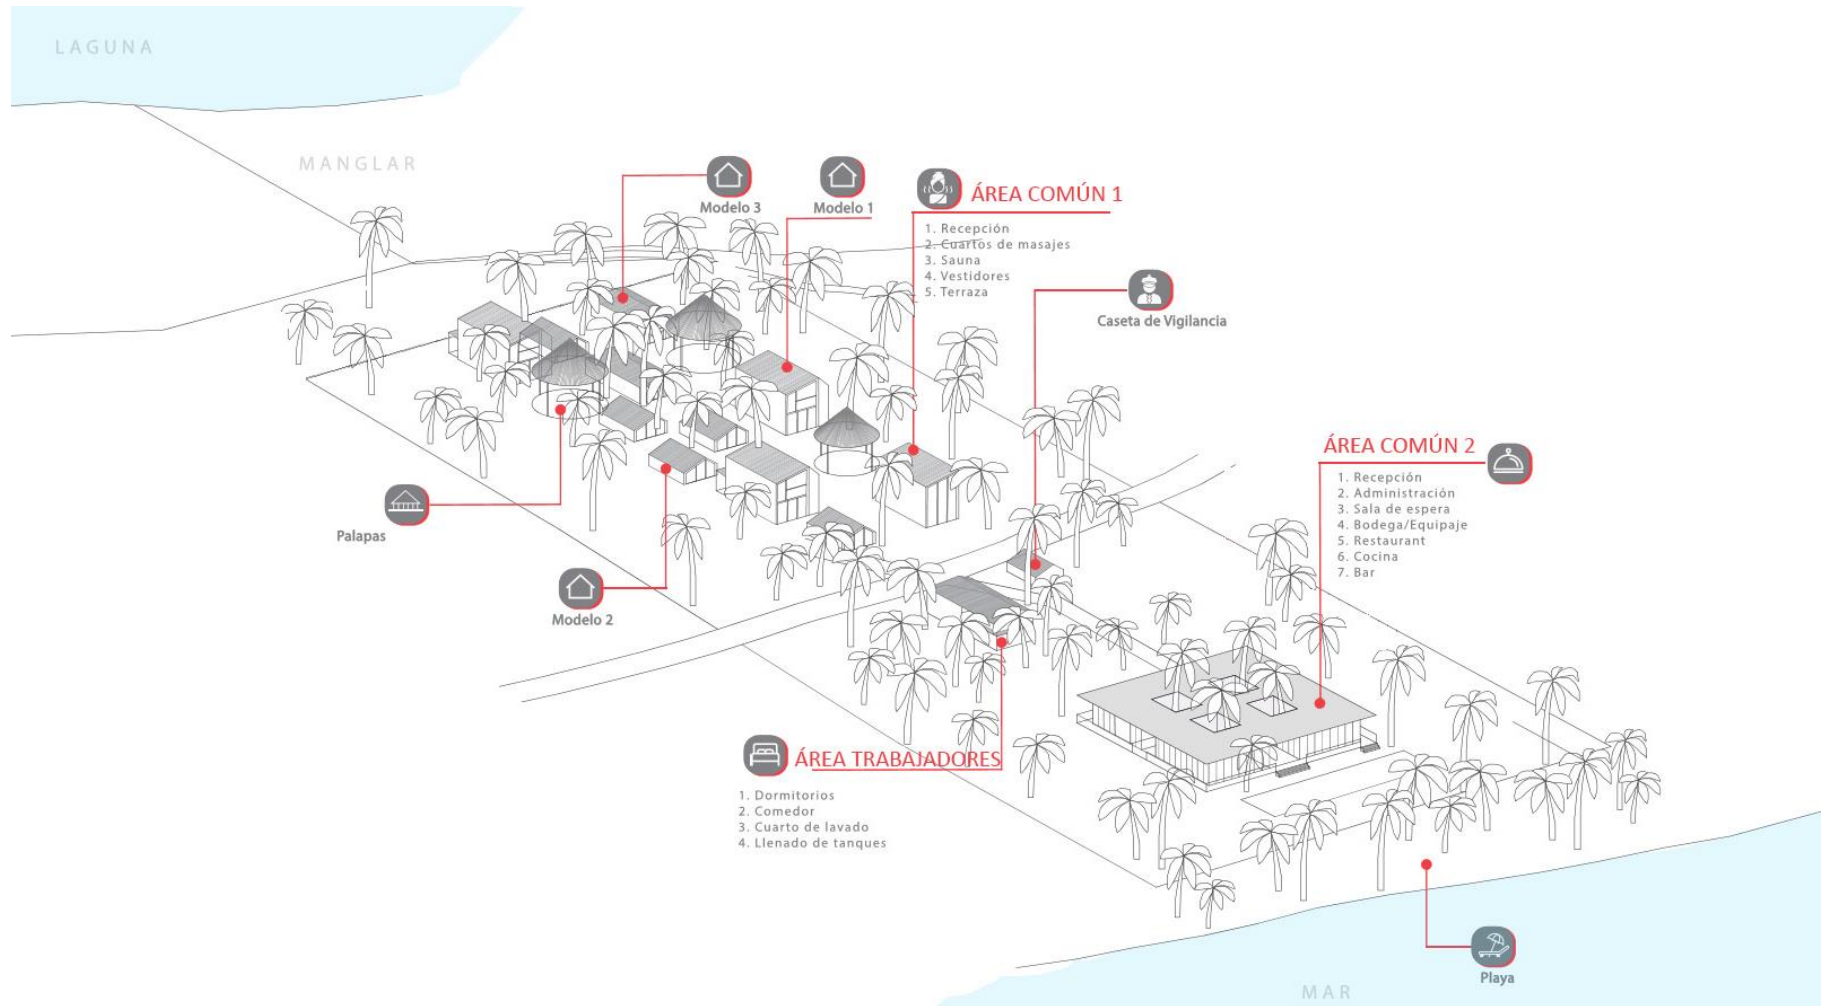 LAGUNA
MANGLAR
Modelo 3
Modelo 1
ÁREA COMÚN 1
1. Recepción
2. Cuartos de masajes
3. Sauna
4. Vestidores
5. Terraza
Caseta de Vigilancia
ÁREA COMÚN 2
1. Recepción
2. Administración
3. Sala de espera
4. Bodega/Equipaje
5. Restaurant
6. Cocina
7. Bar
Palapas
Modelo 2
ÁREA TRABAJADORES
1. Dormitorios
2. Comedor
3. Cuarto de lavado
4. Llenado de tanques
Playa
MAR